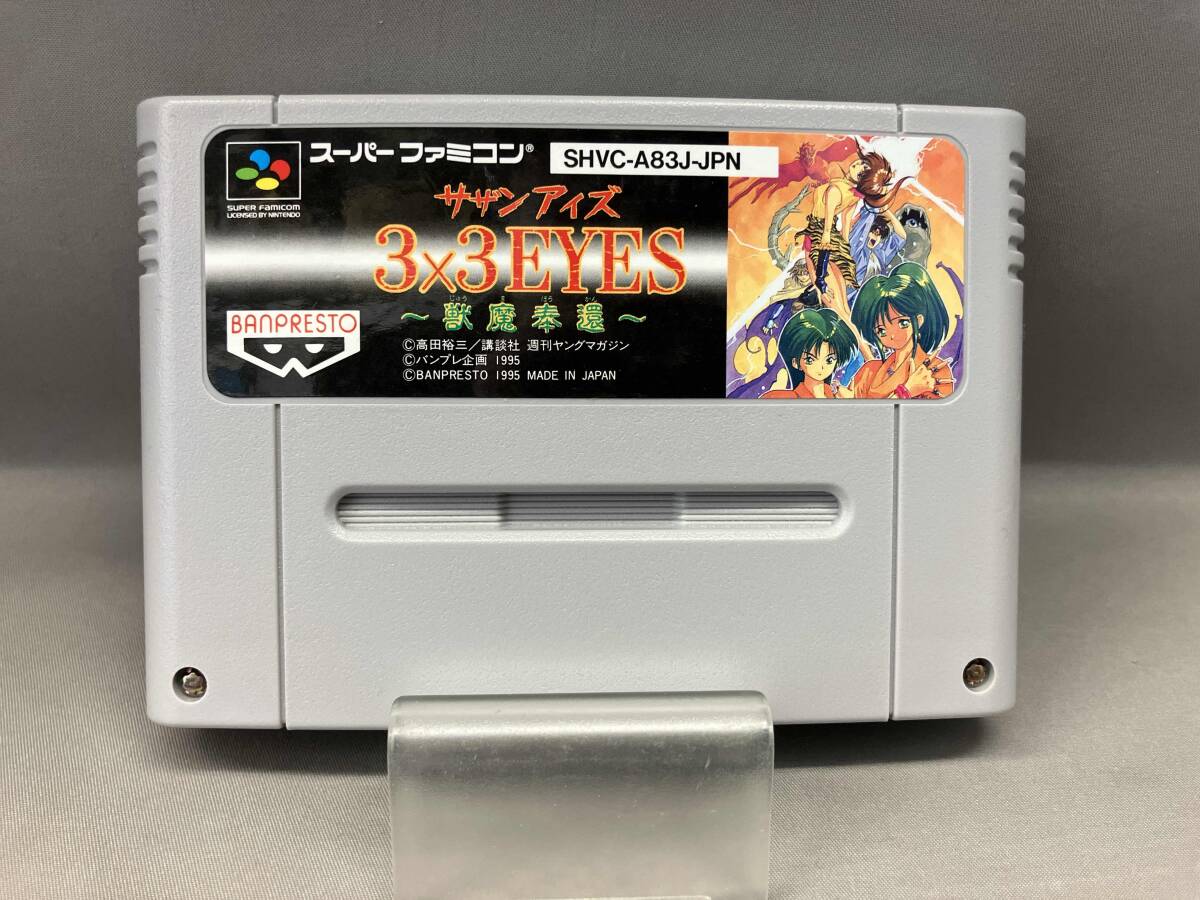 スーパーファミコン®
SHVC-A83J-JPN
SUPER FAMICOM
LICENSED BY NINTENDO
サザンアイズ
3×3EYES
じゅう ま ほう かん
～獣魔奉還～
BANPRESTO
©高田裕三／講談社 週刊ヤングマガジン
©バンプレ企画 1995
©BANPRESTO 1995 MADE IN JAPAN